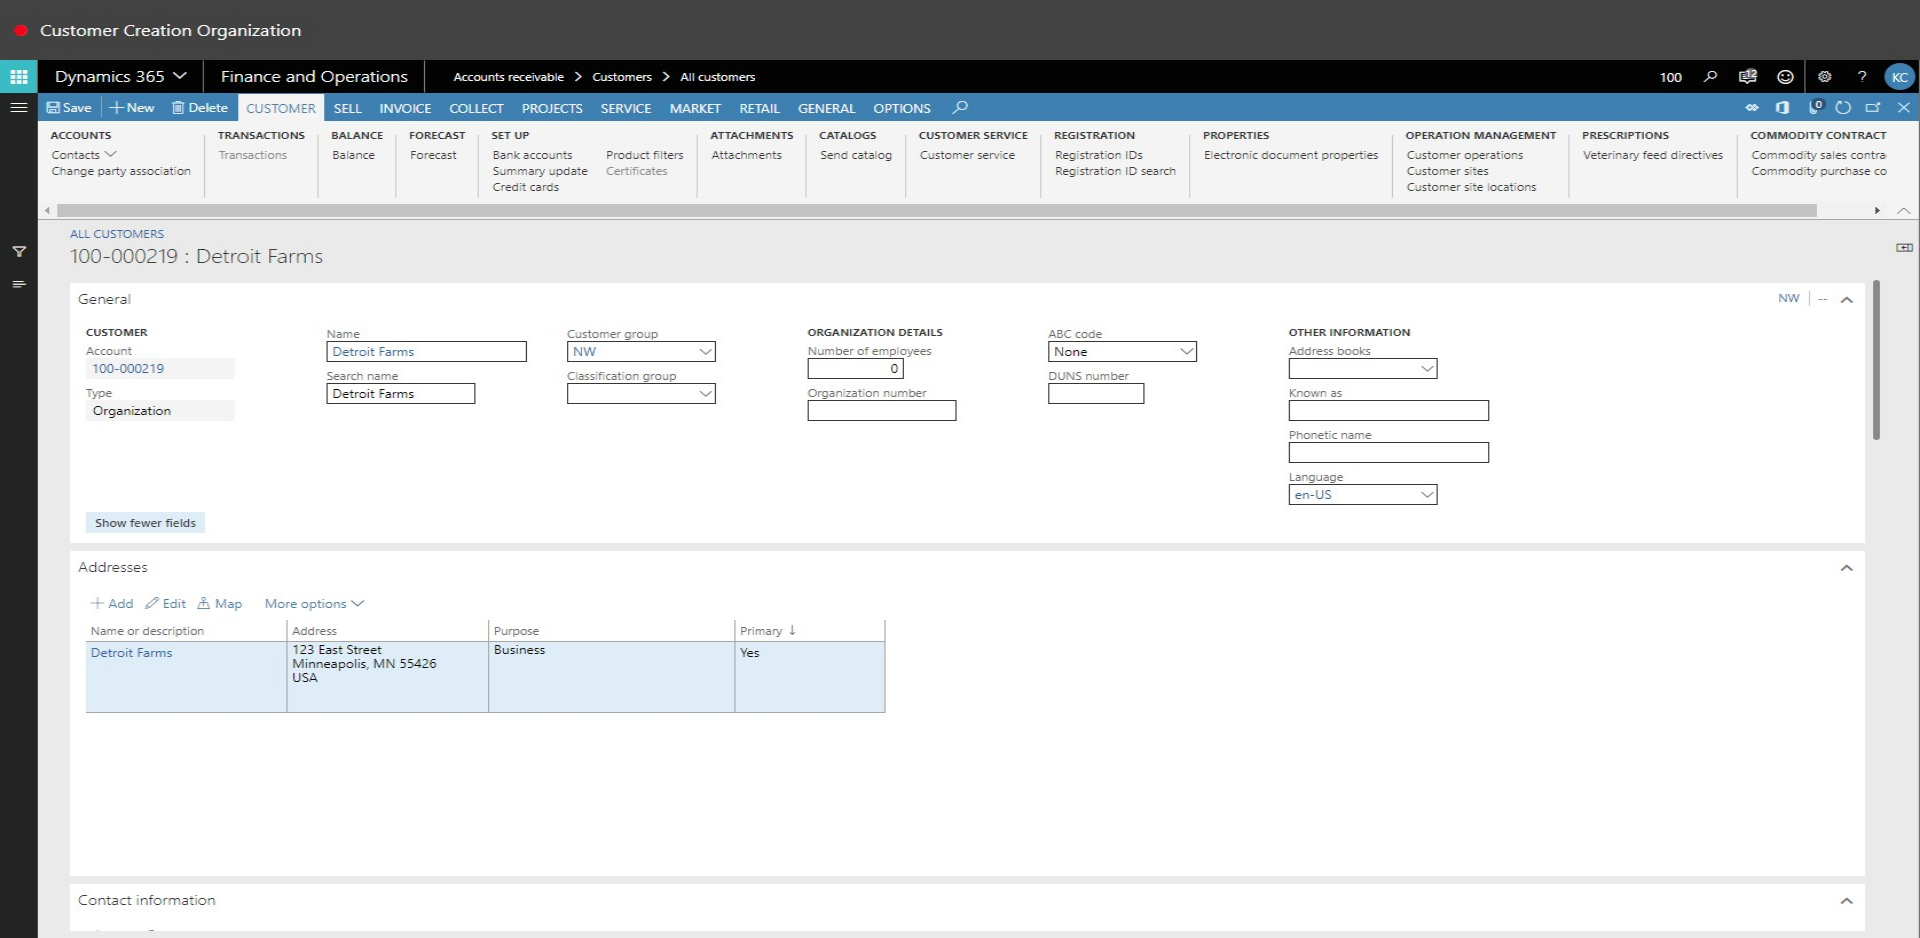 Customer Creation Organization
Dynamics 365 Finance and Operations Accounts receivable > Customers > All customers 100 ? KC
Save + New Delete CUSTOMER SELL INVOICE COLLECT PROJECTS SERVICE MARKET RETAIL GENERAL OPTIONS 0
ACCOUNTS TRANSACTIONS BALANCE FORECAST SET UP ATTACHMENTS CATALOGS CUSTOMER SERVICE REGISTRATION PROPERTIES OPERATION MANAGEMENT PRESCRIPTIONS COMMODITY CONTRACT
Contacts Transactions Balance Forecast Bank accounts Product filters Attachments Send catalog Customer service Registration IDs Electronic document properties Customer operations Veterinary feed directives Commodity sales contra
Change party association Summary update Certificates Registration ID search Customer sites Commodity purchase co
Credit cards Customer site locations
ALL CUSTOMERS
100-000219 : Detroit Farms
General NW | --
CUSTOMER
Account
100-000219
Type
Organization
Name
Detroit Farms
Search name
Detroit Farms
Customer group
NW
Classification group
ORGANIZATION DETAILS
Number of employees
0
Organization number
ABC code
None
DUNS number
OTHER INFORMATION
Address books
Known as
Phonetic name
Language
en-US
Show fewer fields
Addresses
+ Add Edit Map More options
Name or description Address Purpose Primary ↓
Detroit Farms 123 East Street Business Yes
Minneapolis, MN 55426
USA
Contact information